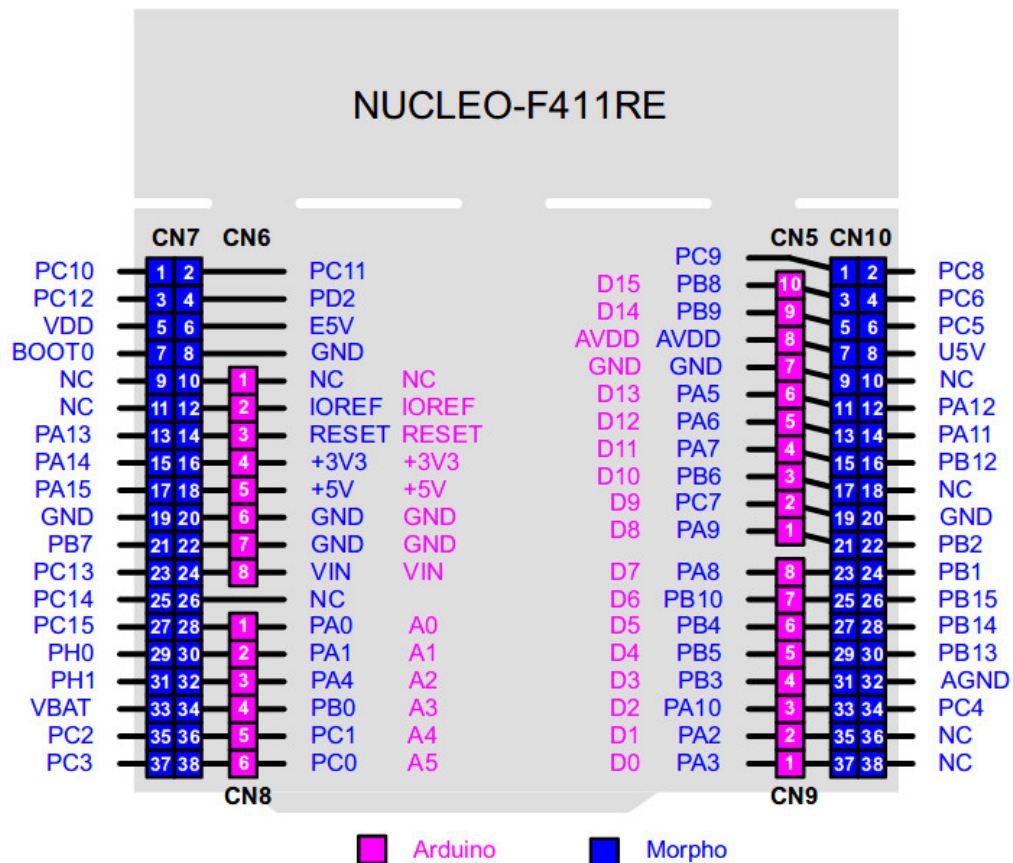 NUCLEO-F411RE
CN7 CN6 CN5 CN10
PC9 1 2 PC8
PC10 1 2 PC11
D15 PB8 10 3 4 PC6
PC12 3 4 PD2
D14 PB9 9 5 6 PC5
VDD 5 6 E5V
AVDD AVDD 8 7 8 U5V
BOOT0 7 8 GND
GND GND 7 9 10 NC
NC 9 10 1 NC NC
D13 PA5 6 11 12 PA12
NC 11 12 2 IOREF IOREF
D12 PA6 5 13 14 PA11
PA13 13 14 3 RESET RESET
D11 PA7 4 15 16 PB12
PA14 15 16 4 +3V3 +3V3
D10 PB6 3 17 18 NC
PA15 17 18 5 +5V +5V
D9 PC7 2 19 20 GND
GND 19 20 6 GND GND
D8 PA9 1 21 22 PB2
PB7 21 22 7 GND GND
PC13 23 24 8 VIN VIN D7 PA8 8 23 24 PB1
PC14 25 26 NC D6 PB10 7 25 26 PB15
PC15 27 28 1 PA0 A0 D5 PB4 6 27 28 PB14
PH0 29 30 2 PA1 A1 D4 PB5 5 29 30 PB13
PH1 31 32 3 PA4 A2 D3 PB3 4 31 32 AGND
VBAT 33 34 4 PB0 A3 D2 PA10 3 33 34 PC4
PC2 35 36 5 PC1 A4 D1 PA2 2 35 36 NC
PC3 37 38 6 PC0 A5 D0 PA3 1 37 38 NC
CN8 CN9
Arduino Morpho